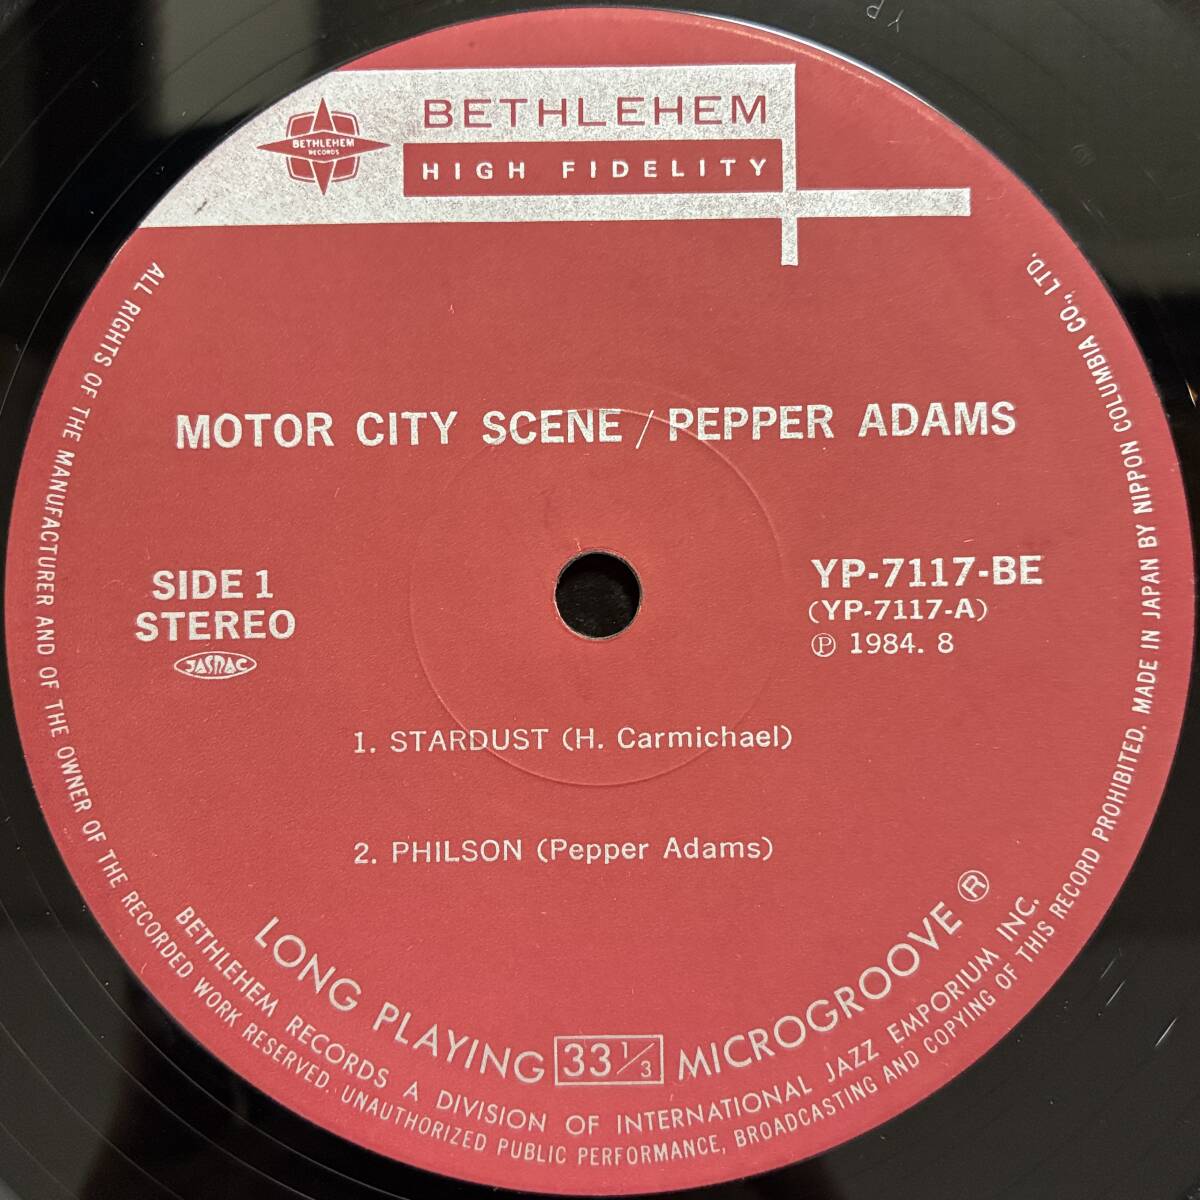 BETHLEHEM
RECORDS
BETHLEHEM
HIGH FIDELITY
MOTOR CITY SCENE / PEPPER ADAMS
SIDE 1
STEREO
JASRAC
YP-7117-BE
(YP-7117-A)
Ⓟ 1984. 8
1. STARDUST (H. Carmichael)
2. PHILSON (Pepper Adams)
LONG PLAYING 33 1/3 MICROGROOVE ®
BETHLEHEM RECORDS A DIVISION OF INTERNATIONAL JAZZ EMPORIUM INC.
ALL RIGHTS OF THE MANUFACTURER AND OF THE OWNER OF THE RECORDED WORK RESERVED. UNAUTHORIZED PUBLIC PERFORMANCE, BROADCASTING AND COPYING OF THIS RECORD PROHIBITED. MADE IN JAPAN BY NIPPON COLUMBIA CO., LTD.
YP